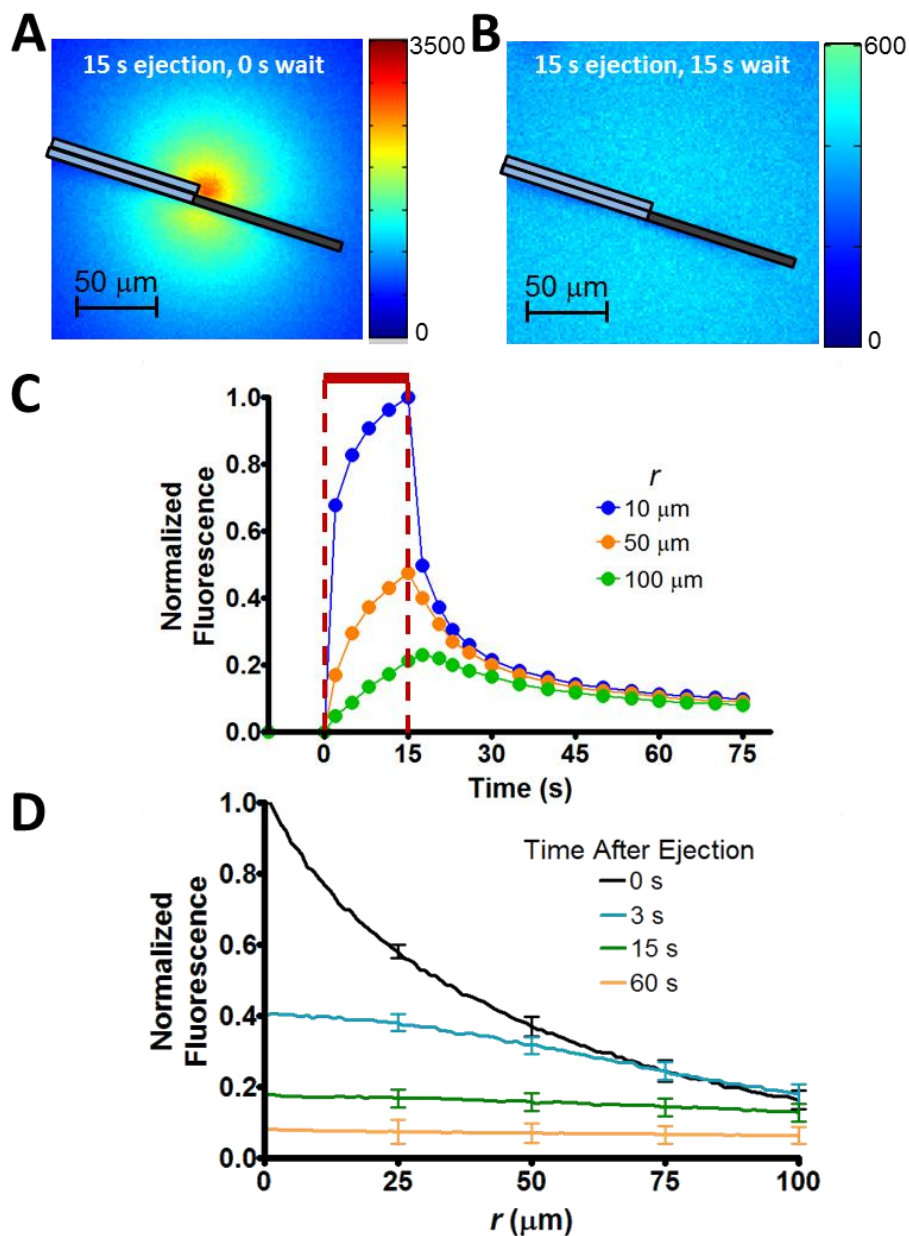 A
15 s ejection, 0 s wait
3500
50 μm
0
B
15 s ejection, 15 s wait
600
50 μm
0
C
Normalized
Fluorescence
1.0
0.8
0.6
0.4
0.2
0.0
0 15 30 45 60 75
Time (s)
r
10 μm
50 μm
100 μm
D
Normalized
Fluorescence
1.0
0.8
0.6
0.4
0.2
0.0
0 25 50 75 100
r (μm)
Time After Ejection
0 s
3 s
15 s
60 s